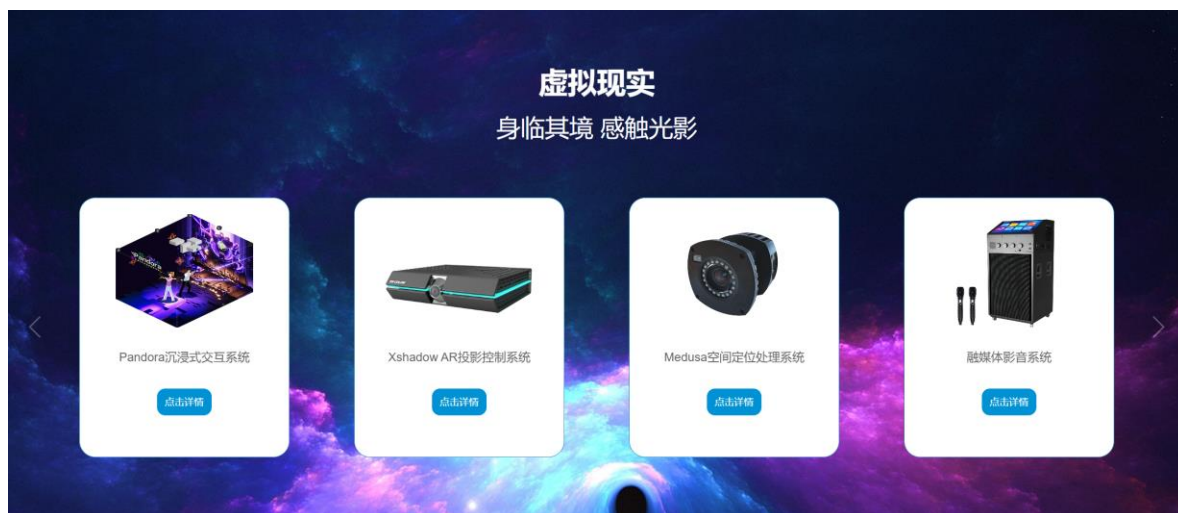 虚拟现实
身临其境 感触光影
Pandora沉浸式交互系统
Xshadow AR投影控制系统
Medusa空间定位处理系统
融媒体影音系统
点击详情
点击详情
点击详情
点击详情